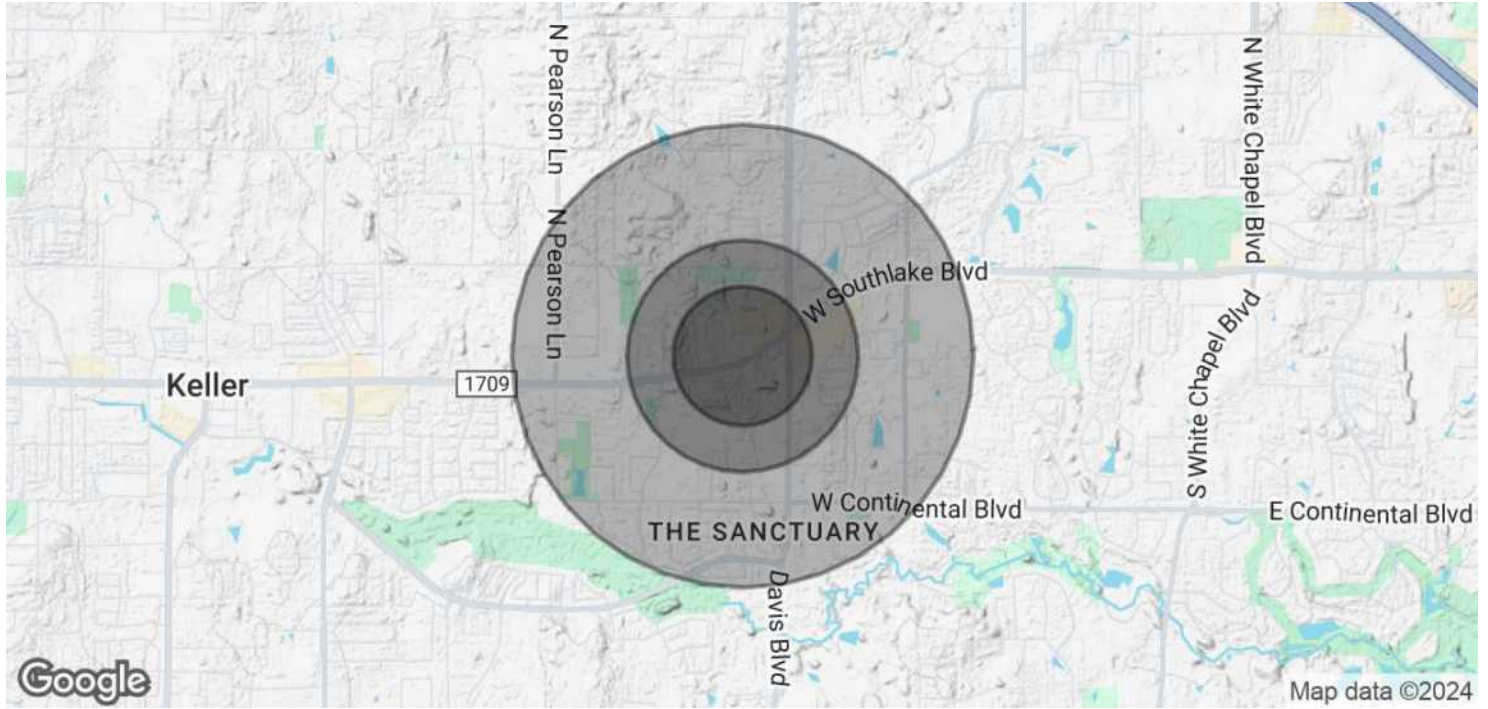 N Pearson Ln
N White Chapel Blvd
N Pearson Ln
W Southlake Blvd
Keller
1709
S White Chapel Blvd
W Continental Blvd
E Continental Blvd
THE SANCTUARY
Davis Blvd
Google
Map data ©2024